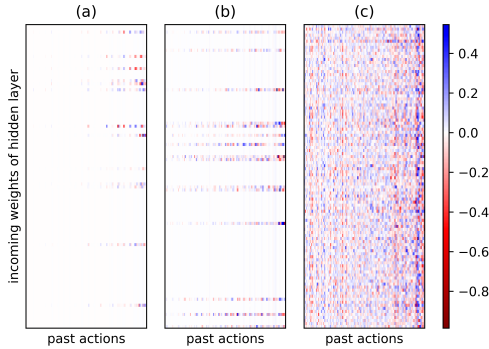 (a) (b) (c)
incoming weights of hidden layer
0.4
0.2
0.0
−0.2
−0.4
−0.6
−0.8
past actions past actions past actions